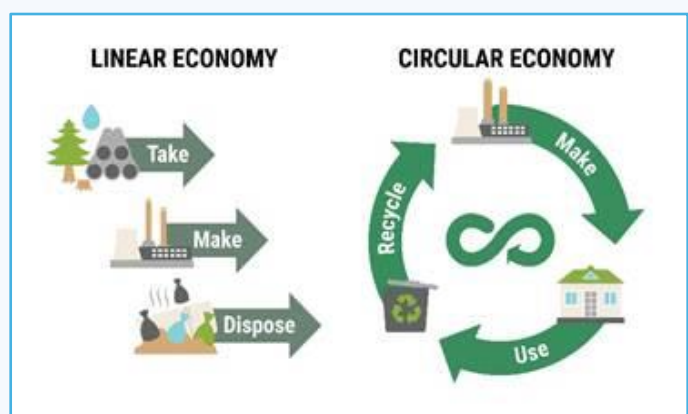 LINEAR ECONOMY
Take
Make
Dispose
CIRCULAR ECONOMY
Make
Use
Recycle